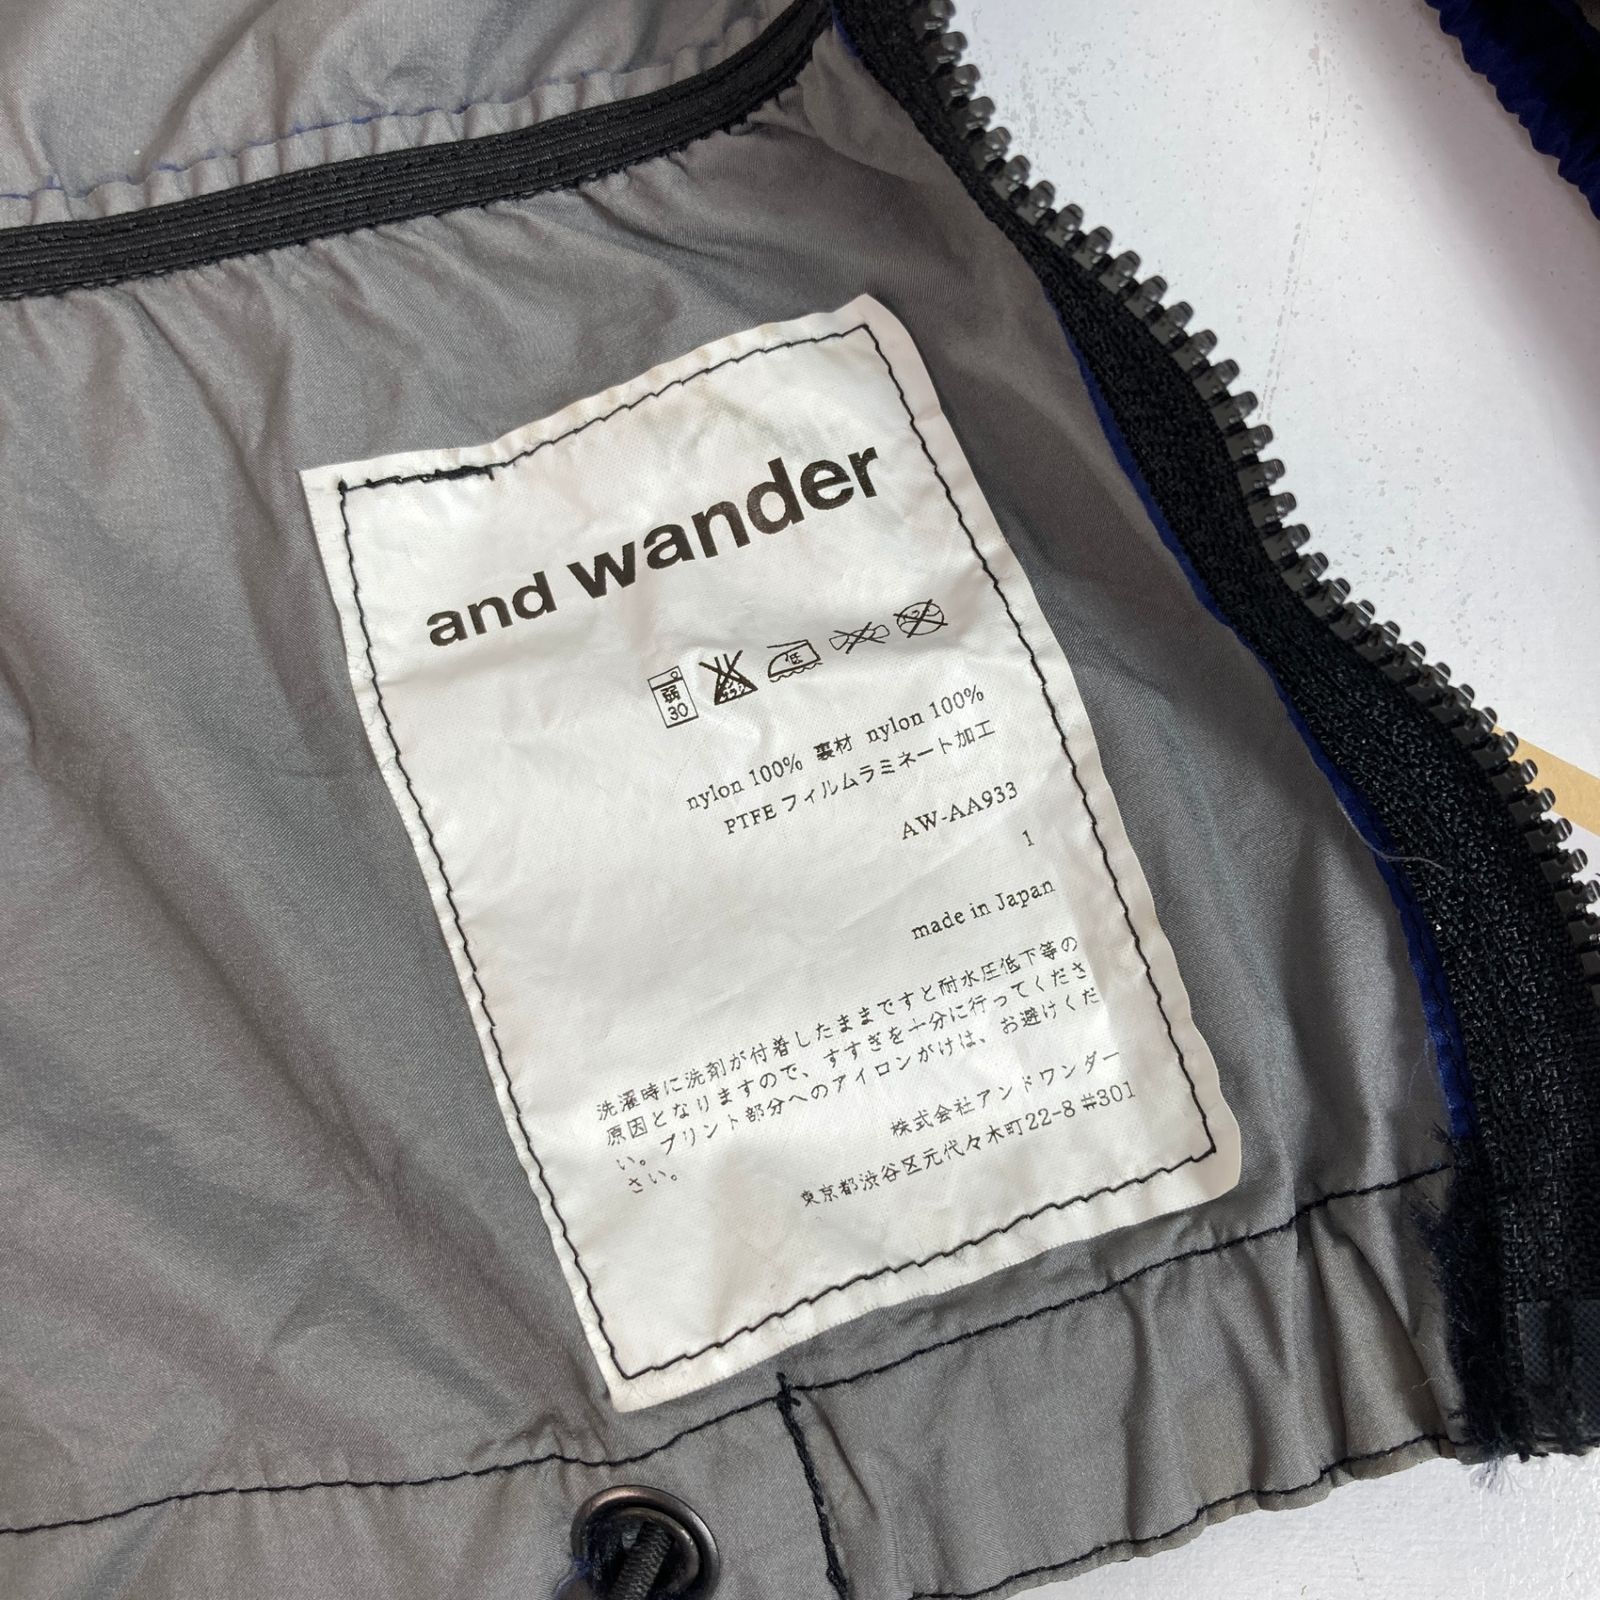 and wander
弱
30
低
nylon 100% 裏材 nylon 100%
PTFE フィルムラミネート加工
AW-AA933
1
made in Japan
洗濯時に洗剤が付着したままですと耐水圧低下等の
原因となりますので、すすぎを十分に行ってくださ
い。プリント部分へのアイロンがけは、お避けくだ
さい。
株式会社アンドワンダー
東京都渋谷区元代々木町22-8 #301